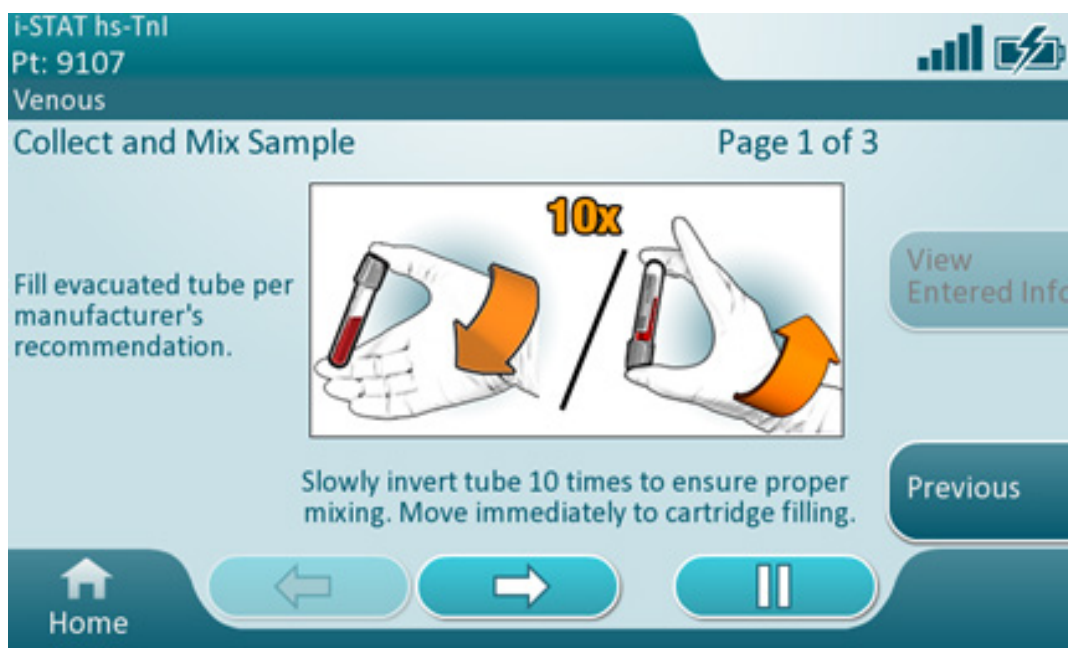 i-STAT hs-TnI
Pt: 9107
Venous
Collect and Mix Sample
Page 1 of 3
10x
Fill evacuated tube per
manufacturer's
recommendation.
View
Entered Info
Slowly invert tube 10 times to ensure proper
mixing. Move immediately to cartridge filling.
Previous
Home